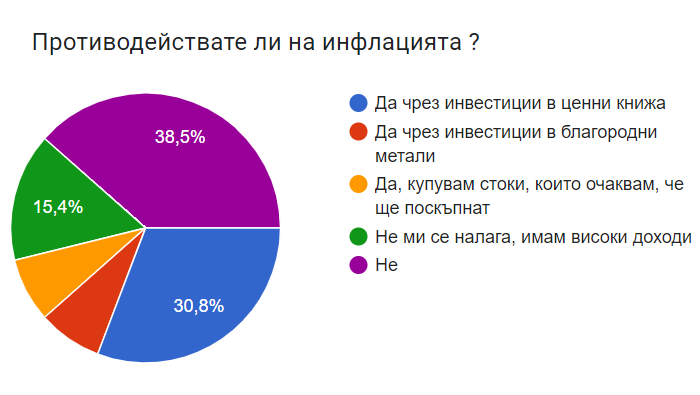 Противодействате ли на инфлацията ?
38,5%
15,4%
30,8%
Да чрез инвестиции в ценни книжа
Да чрез инвестиции в благородни
метали
Да, купувам стоки, които очаквам, че
ще поскъпнат
Не ми се налага, имам високи доходи
Не